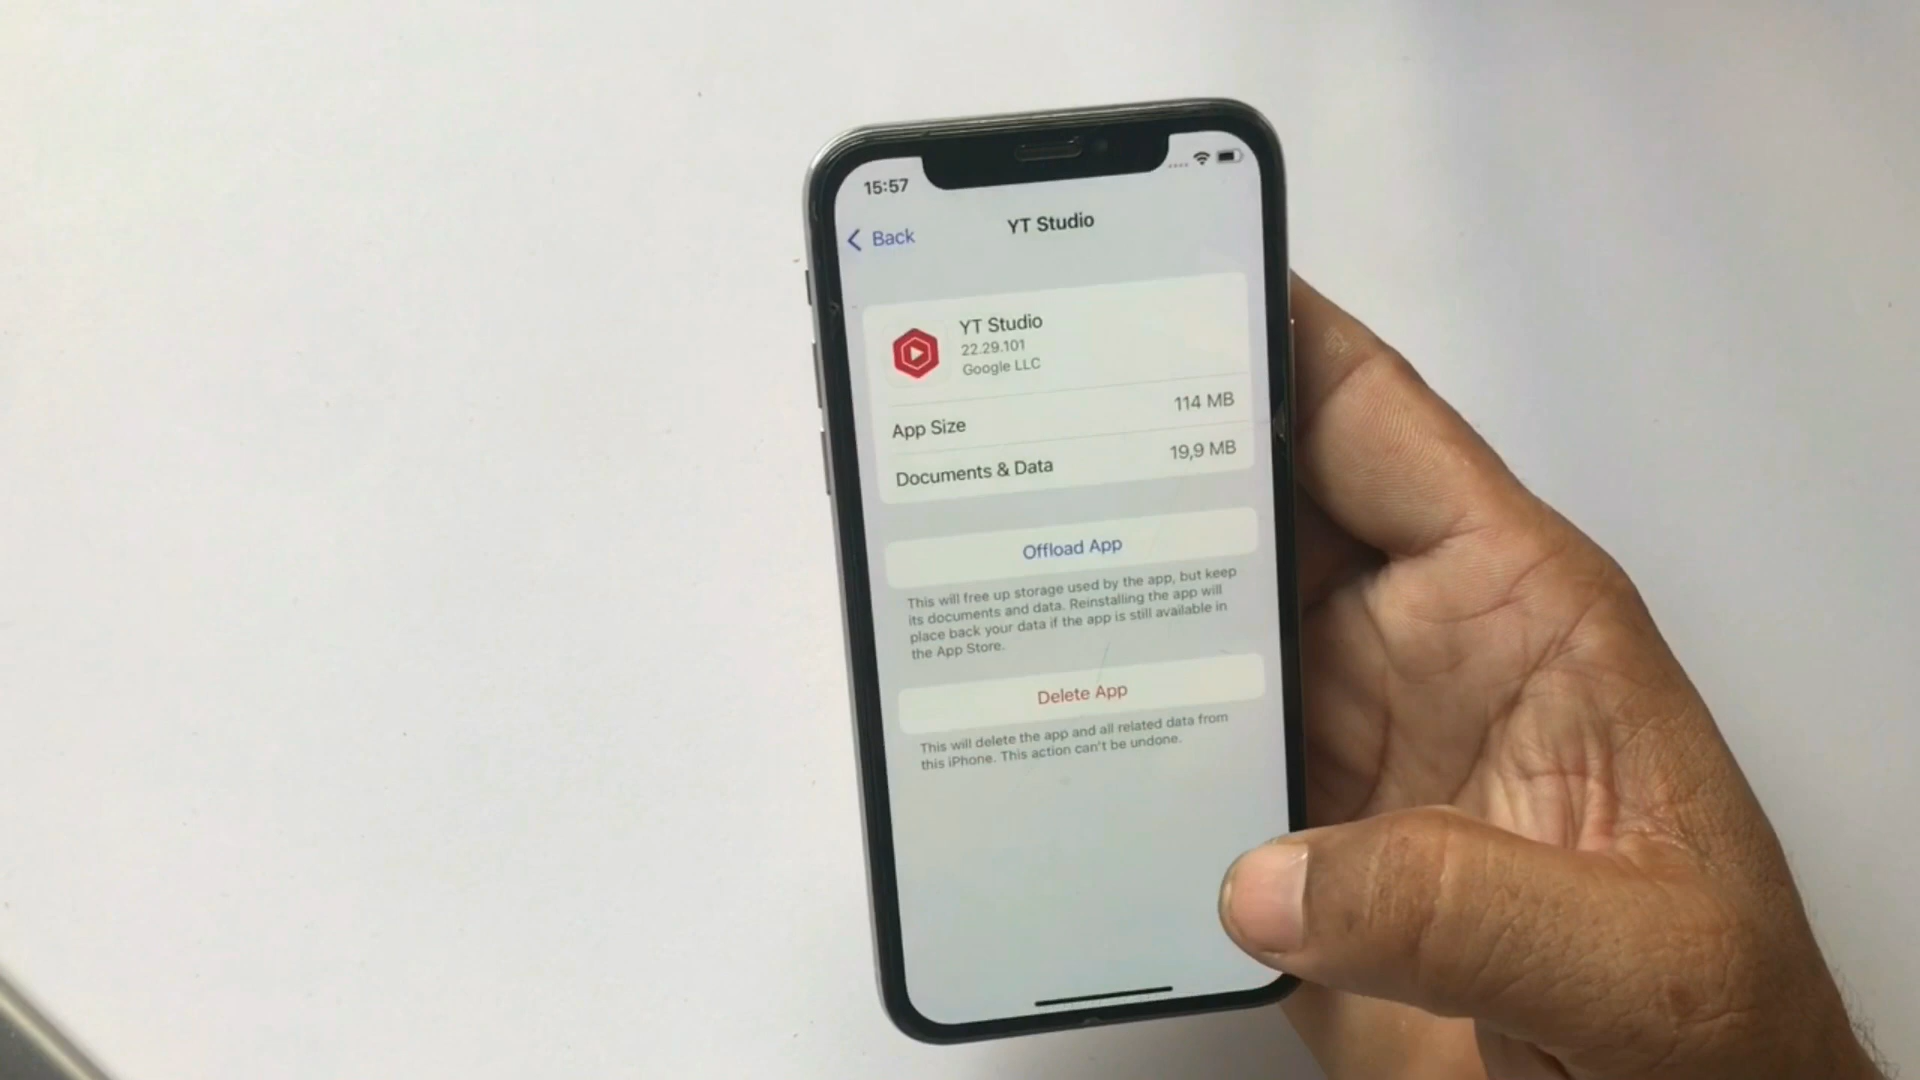 15:57
Back
YT Studio
YT Studio
22.29.101
Google LLC
App Size
114 MB
Documents & Data
19,9 MB
Offload App
This will free up storage used by the app, but keep
its documents and data. Reinstalling the app will
place back your data if the app is still available in
the App Store.
Delete App
This will delete the app and all related data from
this iPhone. This action can't be undone.